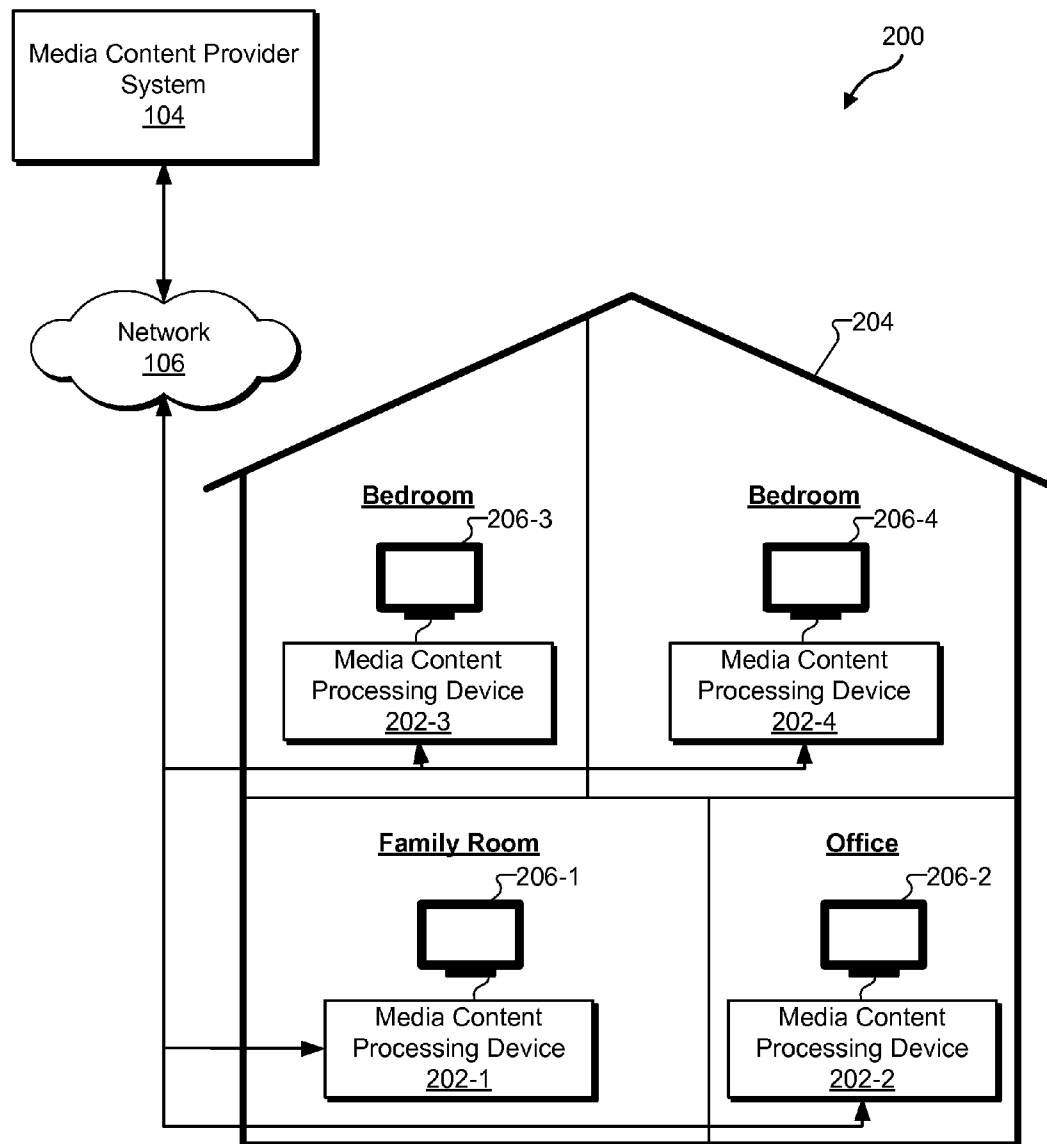 Media Content Provider
System
104
200
Network
106
204
Bedroom
206-3
Media Content
Processing Device
202-3
Bedroom
206-4
Media Content
Processing Device
202-4
Family Room
206-1
Media Content
Processing Device
202-1
Office
206-2
Media Content
Processing Device
202-2